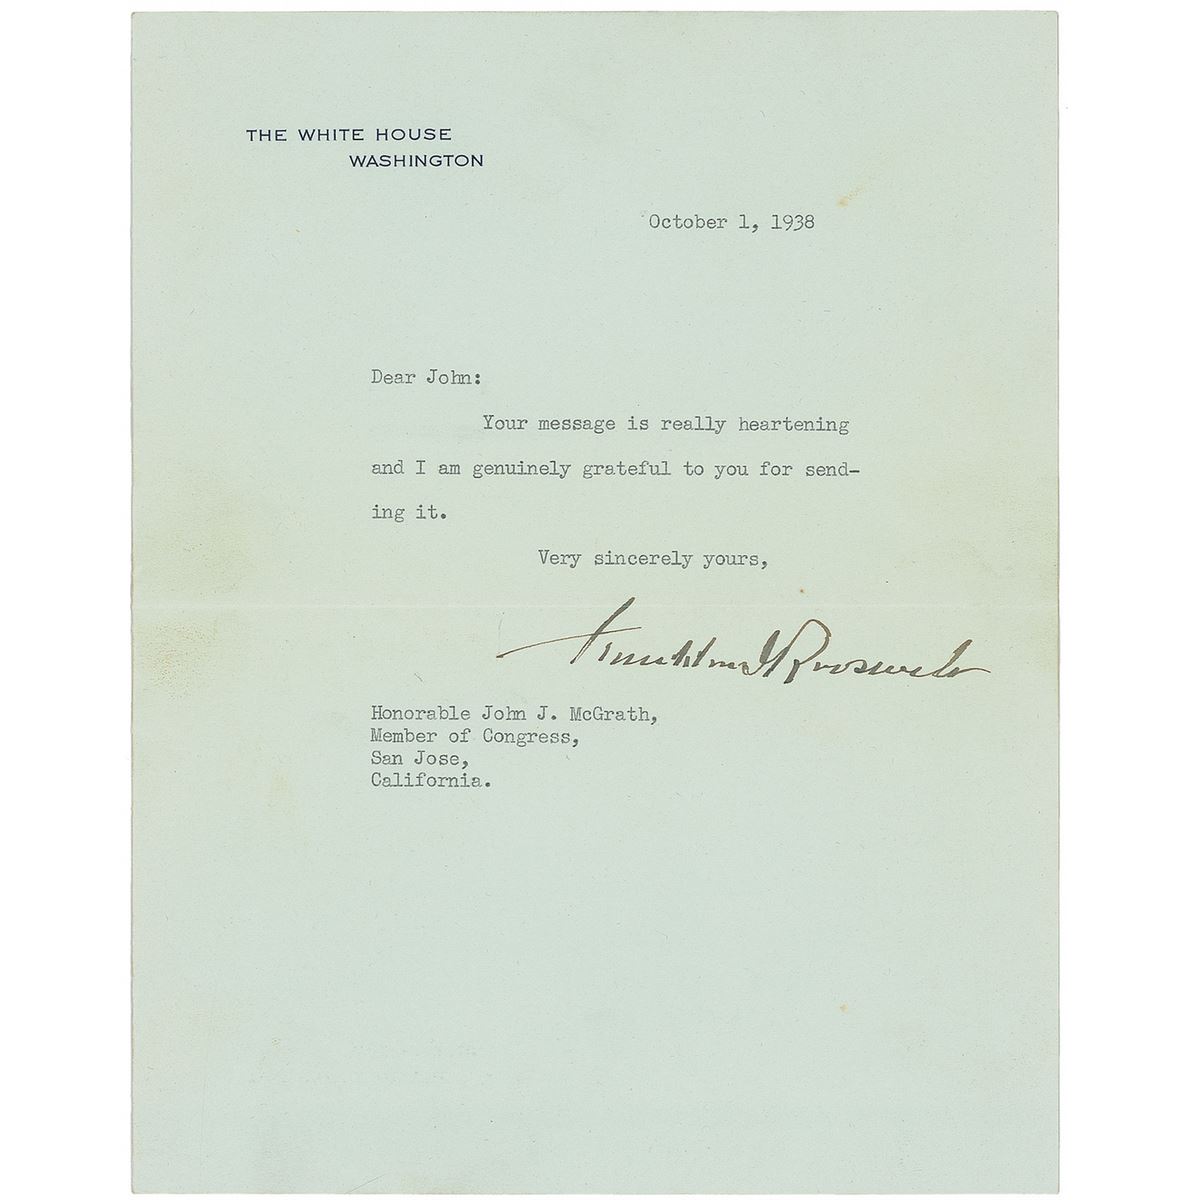 THE WHITE HOUSE
WASHINGTON
October 1, 1938
Dear John:
Your message is really heartening
and I am genuinely grateful to you for send-
ing it.
Very sincerely yours,
Franklin D Roosevelt
Honorable John J. McGrath,
Member of Congress,
San Jose,
California.